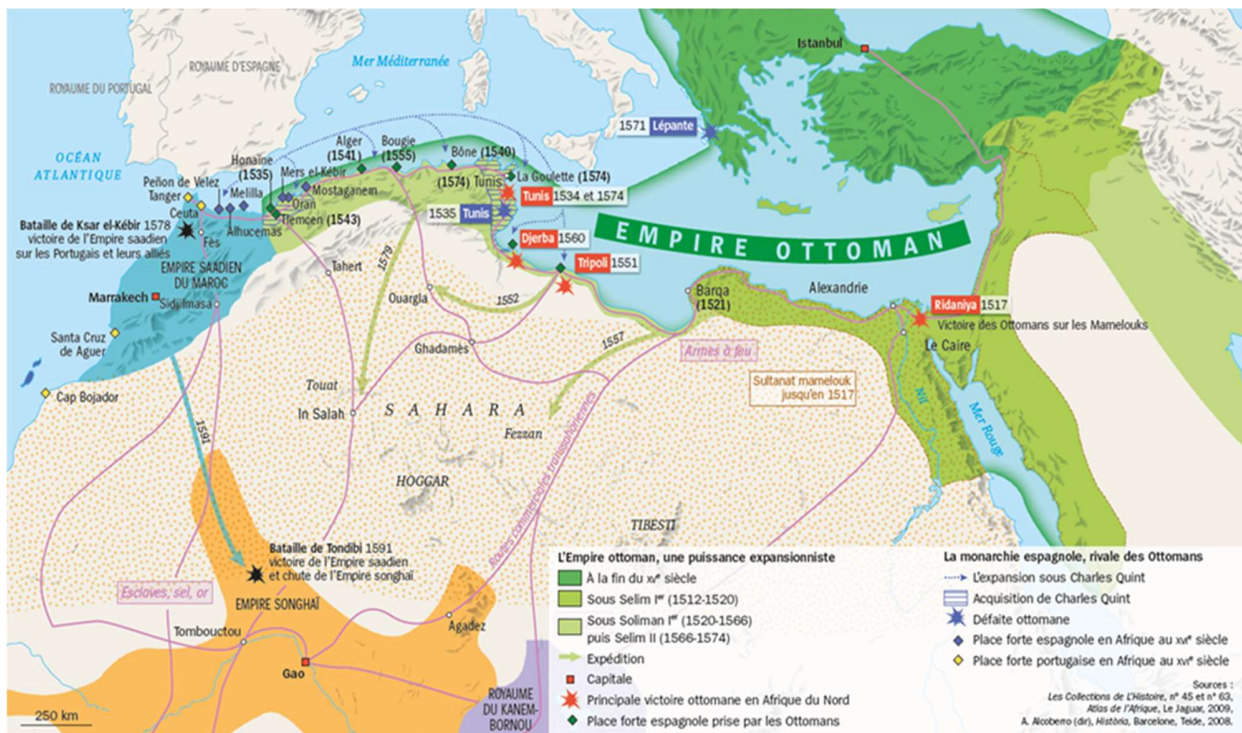 ROYAUME D'ESPAGNE
ROYAUME DU PORTUGAL
Mer Méditerranée
Istanbul
OCÉAN
ATLANTIQUE
1571 Lépante
Alger
(1541)
Bougie
(1555)
Bône (1540)
Honaïne
(1535)
Mers el-Kébir
Mostaganem
Oran
(1574) Tunis
La Goulette (1574)
Tunis 1534 et 1574
1535 Tunis
Peñon de Velez
Tanger
Melilla
Ceuta
Tlemcen (1543)
Alhucemas
Fès
Bataille de Ksar el-Kébir 1578
victoire de l'Empire saadien
sur les Portugais et leurs alliés
EMPIRE SAADIEN
DU MAROC
Marrakech
Sidjilmasa
Tahert
1579
Djerba 1560
Tripoli 1551
EMPIRE OTTOMAN
Ouargla
1552
Barqa
(1521)
Alexandrie
Ridaniya 1517
Victoire des Ottomans sur les Mamelouks
Le Caire
Santa Cruz
de Aguer
Ghadamès
1557
Armes à feu
Sultanat mamelouk
jusqu'en 1517
Nil
Mer Rouge
Cap Bojador
Touat
In Salah
SAHARA
Fezzan
1591
HOGGAR
TIBESTI
Routes commerciales transsahariennes
Bataille de Tondibi 1591
victoire de l'Empire saadien
et chute de l'Empire songhaï
Esclaves, sel, or
EMPIRE SONGHAÏ
Tombouctou
Agadez
Gao
ROYAUME
DU KANEM-
BORNOU
250 km
L'Empire ottoman, une puissance expansionniste
À la fin du XVe siècle
Sous Selim Ier (1512-1520)
Sous Soliman Ier (1520-1566)
puis Selim II (1566-1574)
Expédition
Capitale
Principale victoire ottomane en Afrique du Nord
Place forte espagnole prise par les Ottomans
La monarchie espagnole, rivale des Ottomans
L'expansion sous Charles Quint
Acquisition de Charles Quint
Défaite ottomane
Place forte espagnole en Afrique au XVIe siècle
Place forte portugaise en Afrique au XVIe siècle
Sources :
Les Collections de L'Histoire, n° 45 et n° 63,
Atlas de l'Afrique, Le Jaguar, 2009,
A. Alcoberro (dir), Història, Barcelone, Teide, 2008.